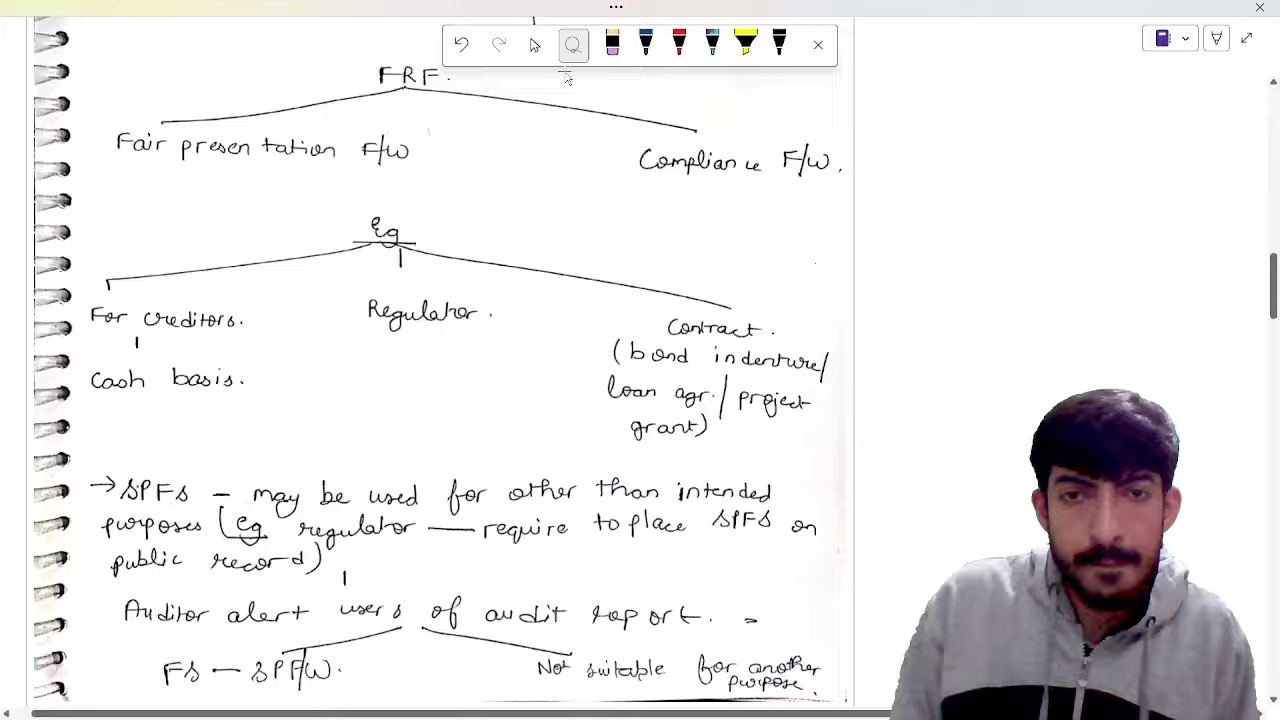 FRF.
Fair presentation F/W
Compliance F/W.
Eg
For creditors.
Regulator.
Contract.
(bond indenture/
loan agr./project
grant)
cash basis.
→ SPFs - may be used for other than intended
purposes (eg regulator — require to place SPFS on
public record)
Auditor alert users of audit report. =
FS - SPF/W.
Not suitable for another
purpose.